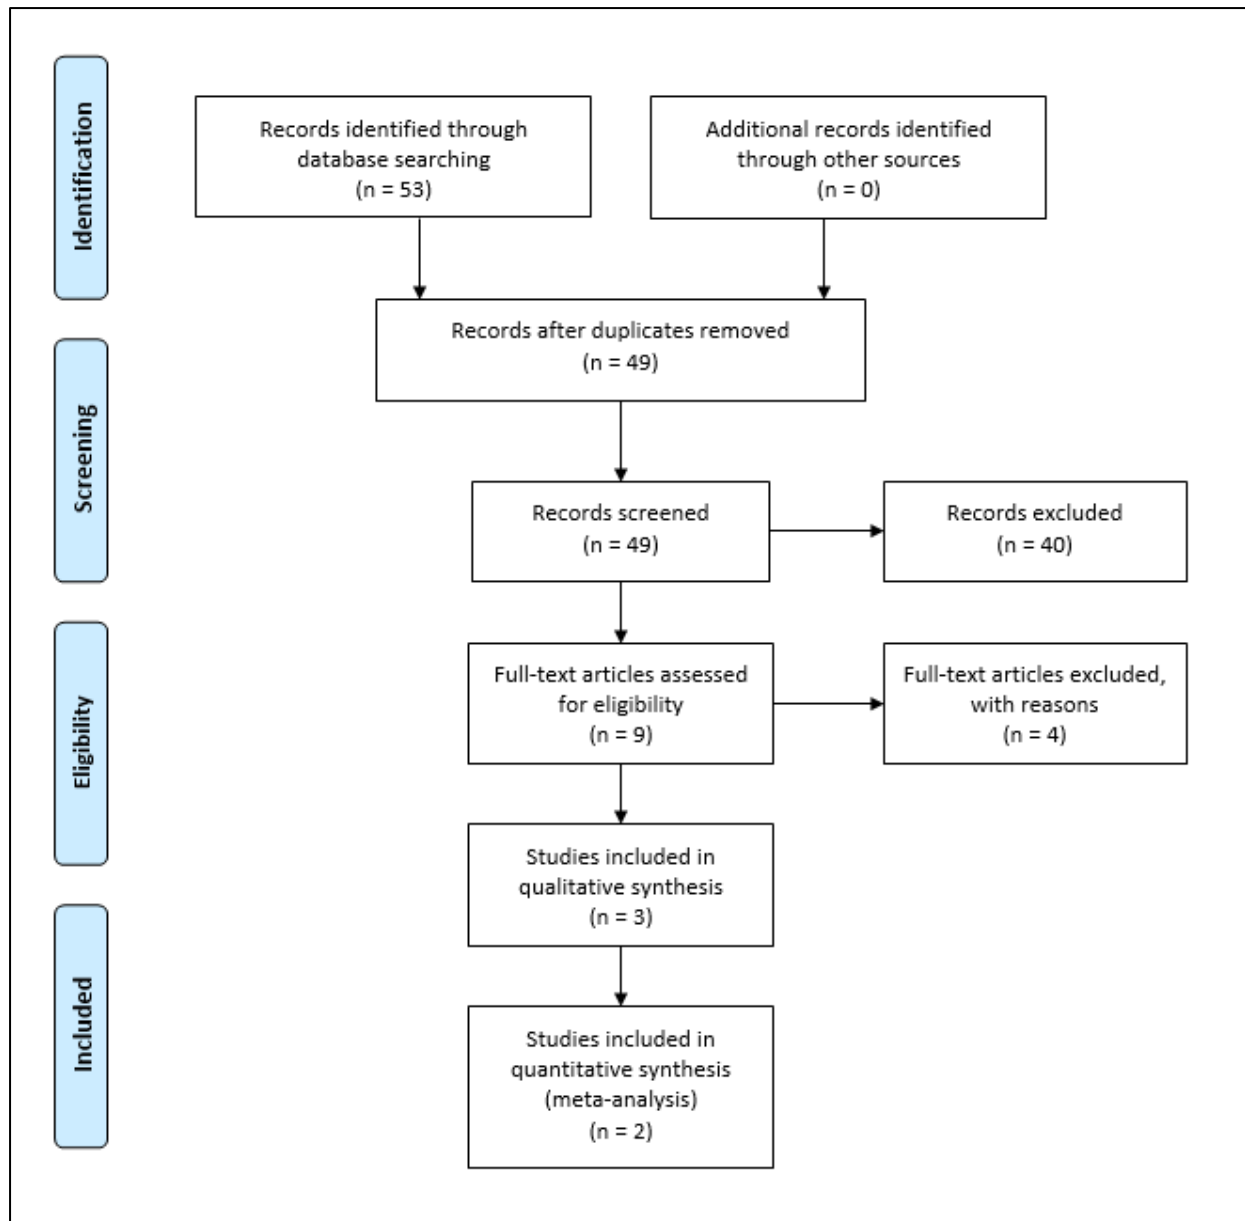 Identification
Records identified through
database searching
(n = 53)
Additional records identified
through other sources
(n = 0)
Records after duplicates removed
(n = 49)
Screening
Records screened
(n = 49)
Records excluded
(n = 40)
Eligibility
Full-text articles assessed
for eligibility
(n = 9)
Full-text articles excluded,
with reasons
(n = 4)
Studies included in
qualitative synthesis
(n = 3)
Included
Studies included in
quantitative synthesis
(meta-analysis)
(n = 2)